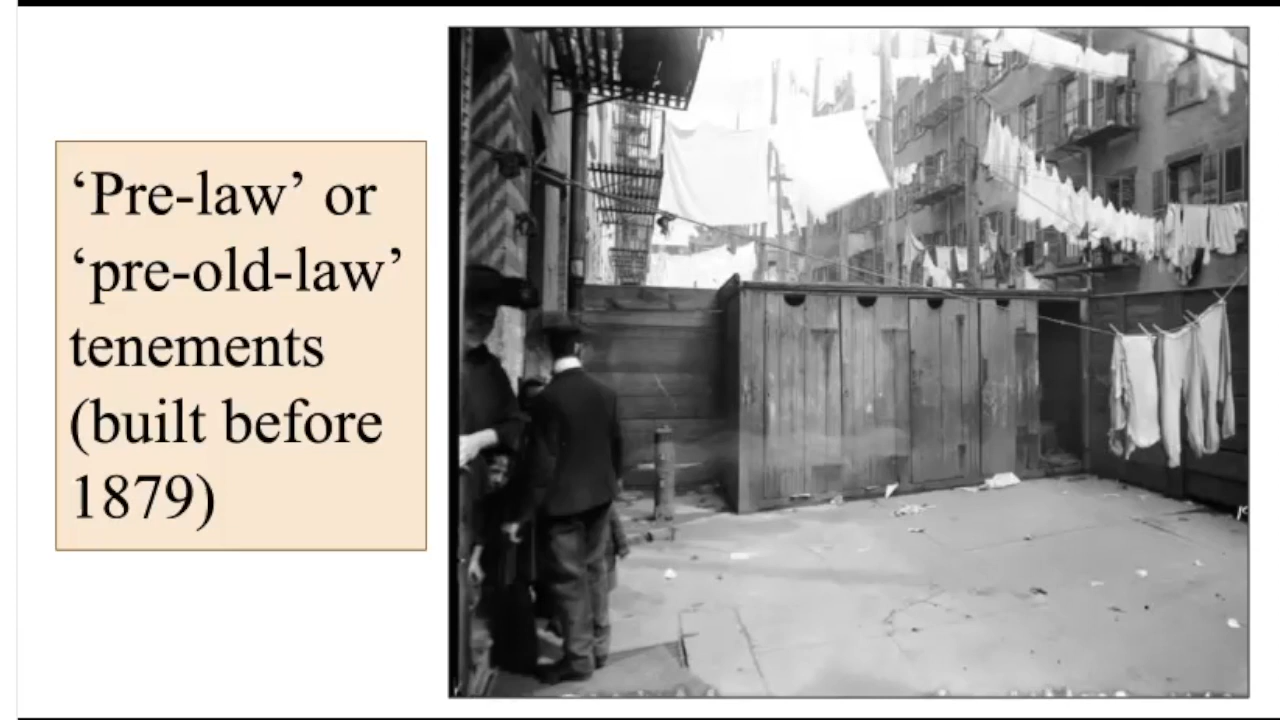 ‘Pre-law’ or
‘pre-old-law’
tenements
(built before
1879)